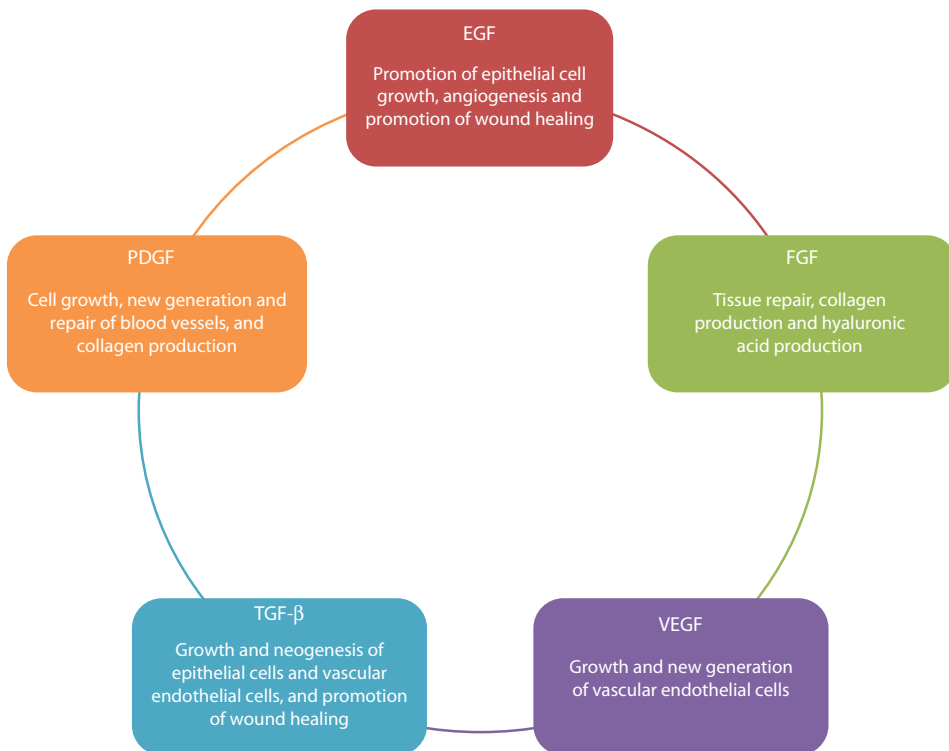 EGF
Promotion of epithelial cell
growth, angiogenesis and
promotion of wound healing
PDGF
Cell growth, new generation and
repair of blood vessels, and
collagen production
FGF
Tissue repair, collagen
production and hyaluronic
acid production
TGF-β
Growth and neogenesis of
epithelial cells and vascular
endothelial cells, and promotion
of wound healing
VEGF
Growth and new generation
of vascular endothelial cells